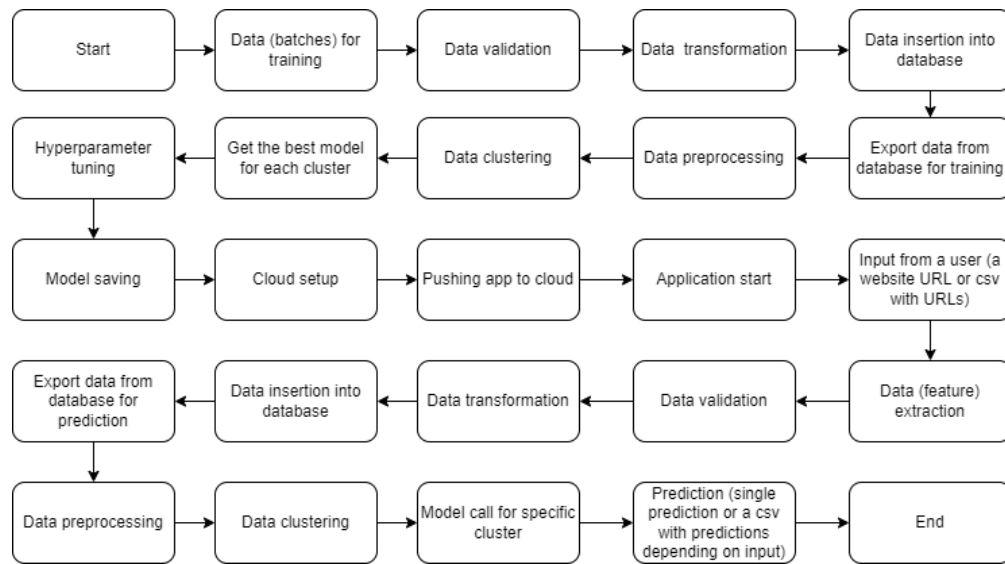 Start
Data (batches) for
training
Data validation
Data transformation
Data insertion into
database
Hyperparameter
tuning
Get the best model
for each cluster
Data clustering
Data preprocessing
Export data from
database for training
Model saving
Cloud setup
Pushing app to cloud
Application start
Input from a user (a
website URL or csv
with URLs)
Export data from
database for
prediction
Data insertion into
database
Data transformation
Data validation
Data (feature)
extraction
Data preprocessing
Data clustering
Model call for specific
cluster
Prediction (single
prediction or a csv
with predictions
depending on input)
End